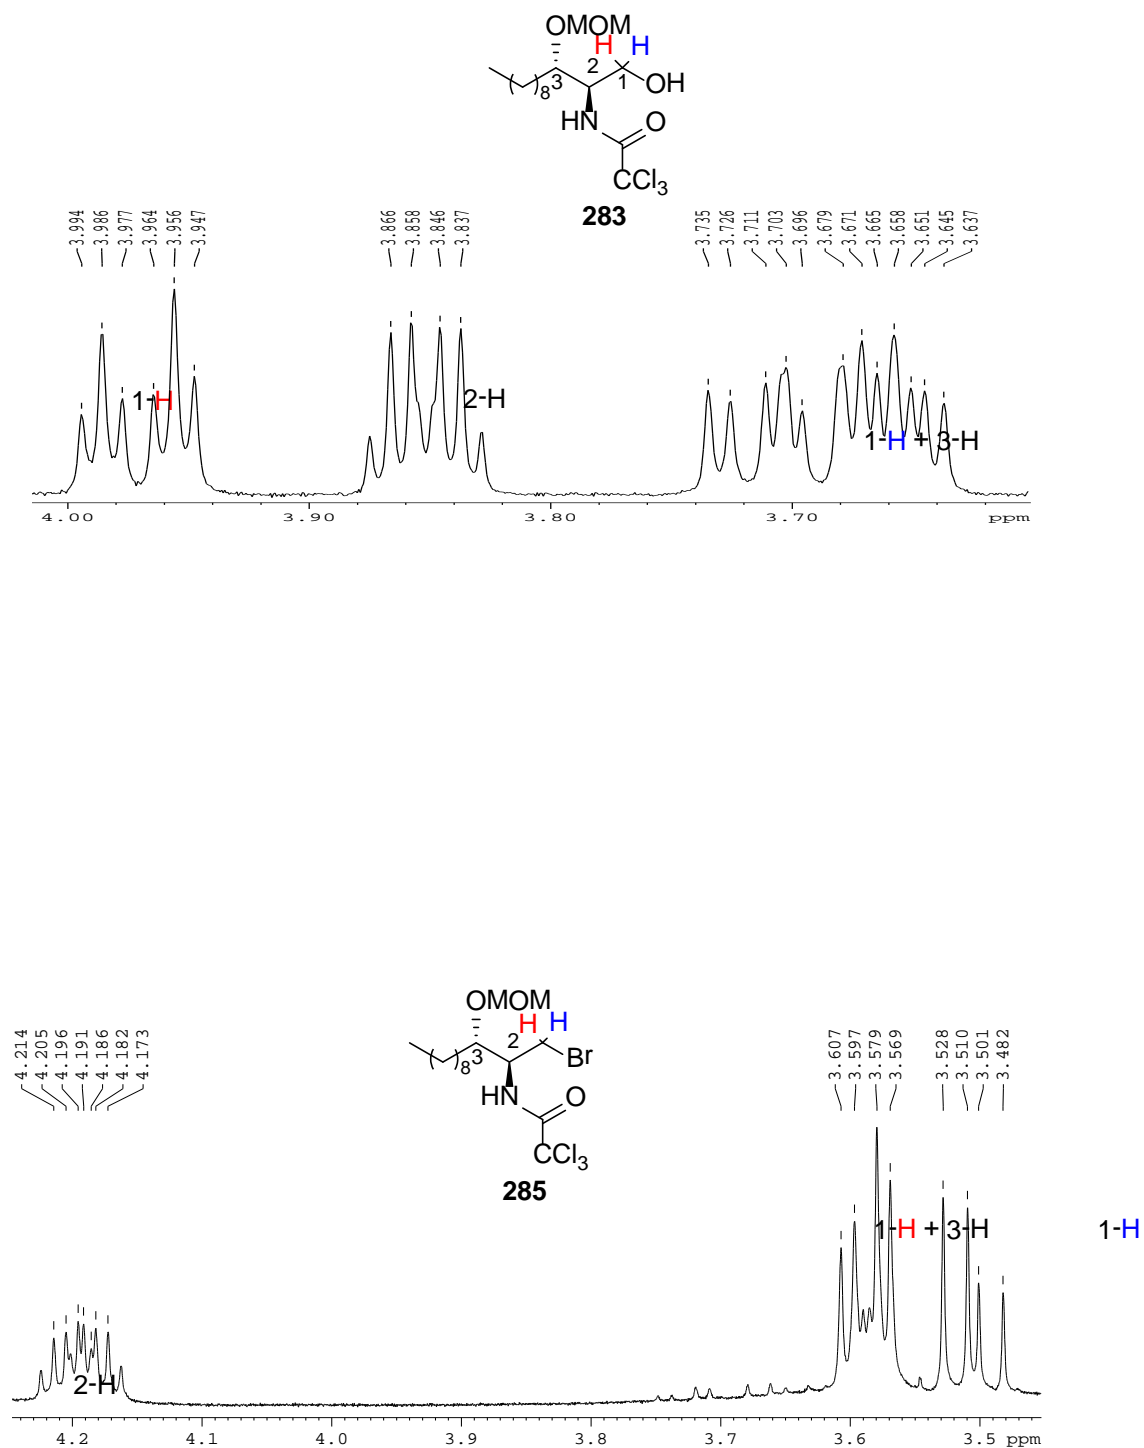 OMOM
H H
2
3 1 OH
8
HN O
CCl3
283
3.994 3.986 3.977 3.964 3.956 3.947 3.866 3.858 3.846 3.837 3.735 3.726 3.711 3.703 3.696 3.679 3.671 3.665 3.658 3.651 3.645 3.637
1-H 2-H 1-H + 3-H
4.00 3.90 3.80 3.70 ppm
OMOM
H H
2
3 Br
8
HN O
CCl3
285
4.214 4.205 4.196 4.191 4.186 4.182 4.173 3.607 3.597 3.579 3.569 3.528 3.510 3.501 3.482
1-H + 3-H 1-H
2-H
4.2 4.1 4.0 3.9 3.8 3.7 3.6 3.5 ppm